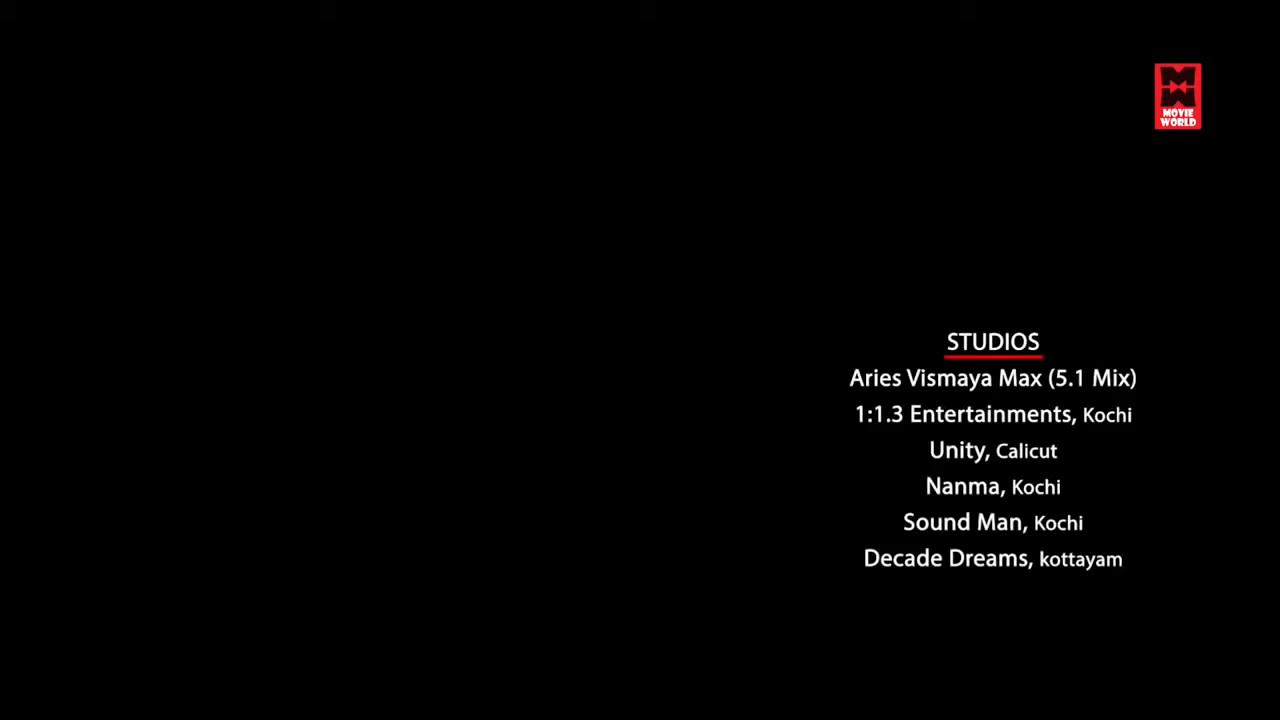 MOVIE
WORLD
STUDIOS
Aries Vismaya Max (5.1 Mix)
1:1.3 Entertainments, Kochi
Unity, Calicut
Nanma, Kochi
Sound Man, Kochi
Decade Dreams, kottayam